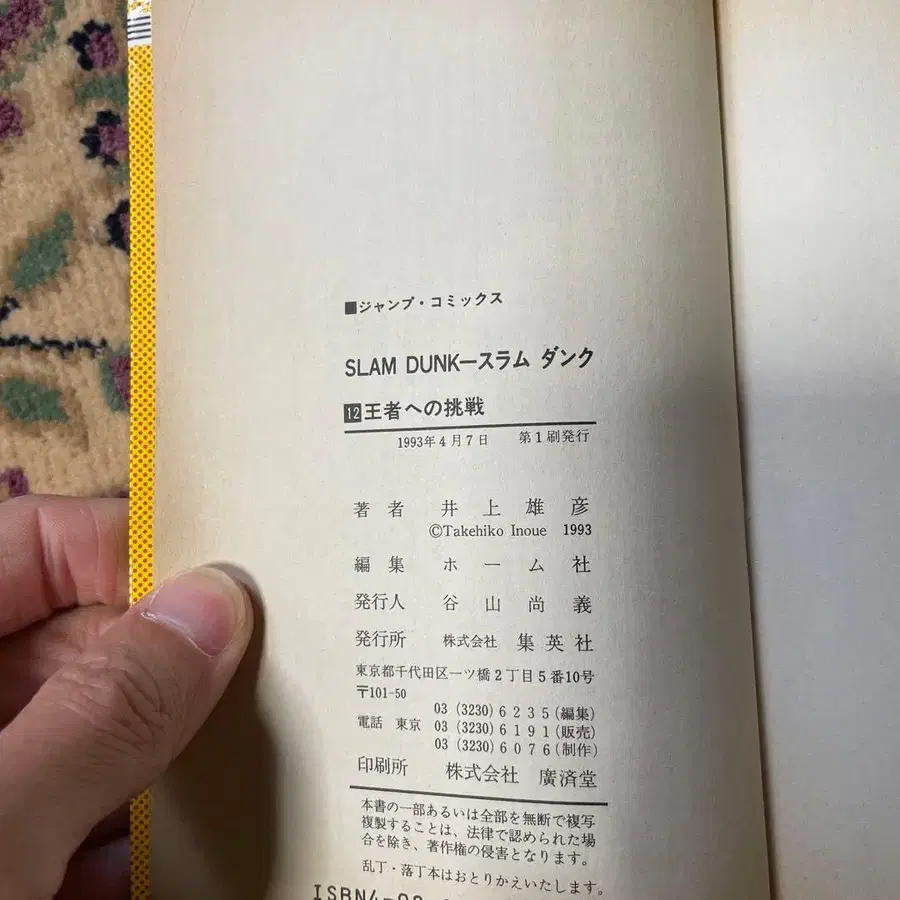 ■ジャンプ・コミックス
SLAM DUNK—スラム ダンク
12王者への挑戦
1993年4月7日 第1刷発行
著者 井上雄彦
©Takehiko Inoue 1993
編集 ホーム社
発行人 谷山尚義
発行所 株式会社 集英社
東京都千代田区一ツ橋2丁目5番10号
〒101-50
03 (3230) 6235(編集)
電話 東京 03 (3230) 6191(販売)
03 (3230) 6076(制作)
印刷所 株式会社 廣済堂
本書の一部あるいは全部を無断で複写
複製することは、法律で認められた場
合を除き、著作権の侵害となります。
乱丁・落丁本はおとりかえいたします。
ISBN4-